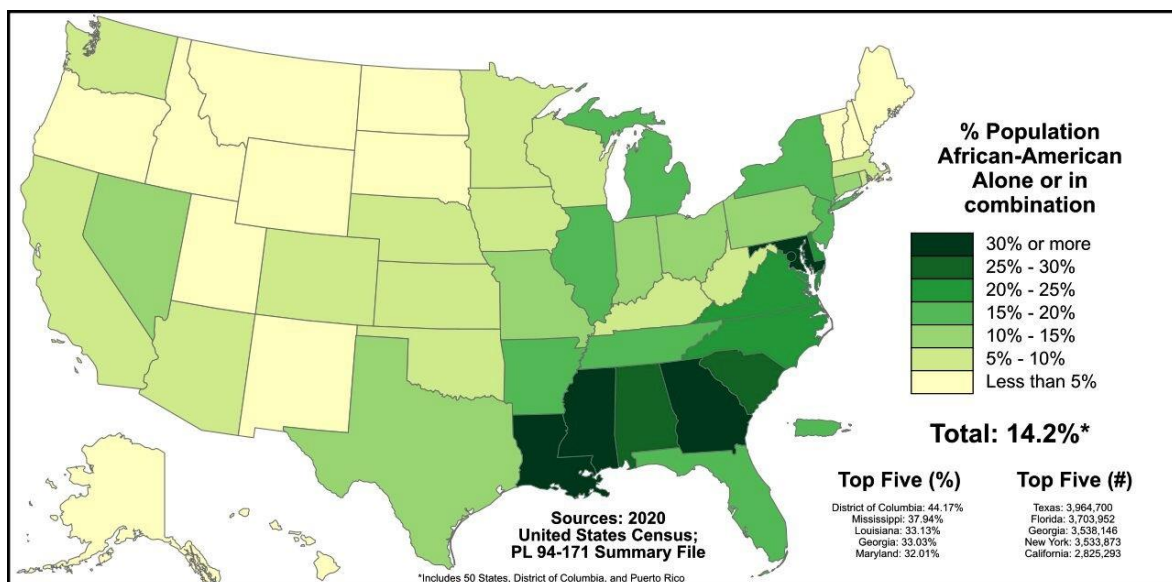 % Population
African-American
Alone or in
combination
30% or more
25% - 30%
20% - 25%
15% - 20%
10% - 15%
5% - 10%
Less than 5%
Total: 14.2%*
Top Five (%)
District of Columbia: 44.17%
Mississippi: 37.94%
Louisiana: 33.13%
Georgia: 33.03%
Maryland: 32.01%
Top Five (#)
Texas: 3,964,700
Florida: 3,703,952
Georgia: 3,538,146
New York: 3,533,873
California: 2,825,293
Sources: 2020
United States Census;
PL 94-171 Summary File
*Includes 50 States, District of Columbia, and Puerto Rico